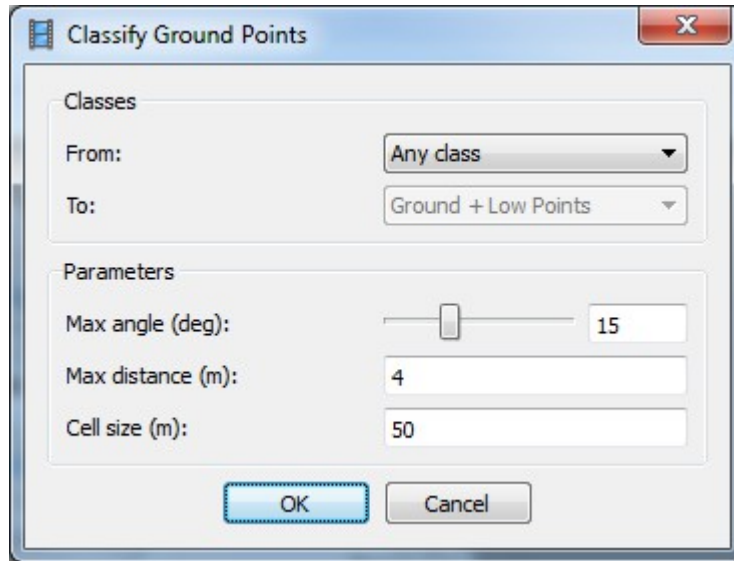 Classify Ground Points
Classes
From: Any class
To: Ground + Low Points
Parameters
Max angle (deg): 15
Max distance (m): 4
Cell size (m): 50
OK Cancel